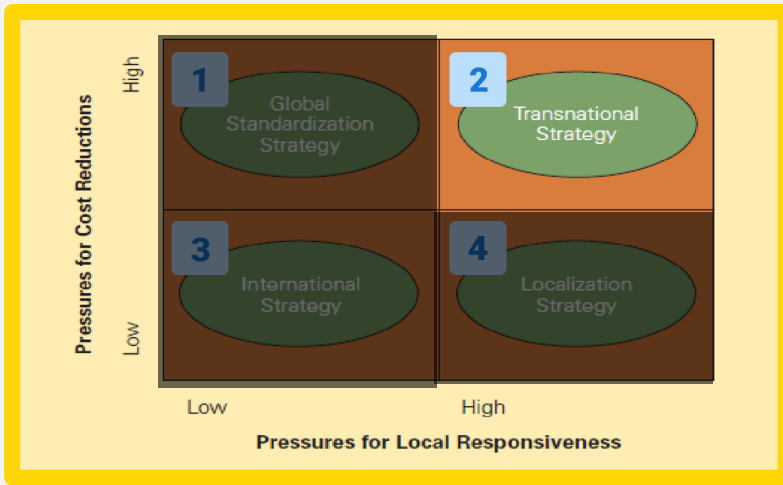 Pressures for Cost Reductions
High
Low
1
Global
Standardization
Strategy
2
Transnational
Strategy
3
International
Strategy
4
Localization
Strategy
Low
High
Pressures for Local Responsiveness